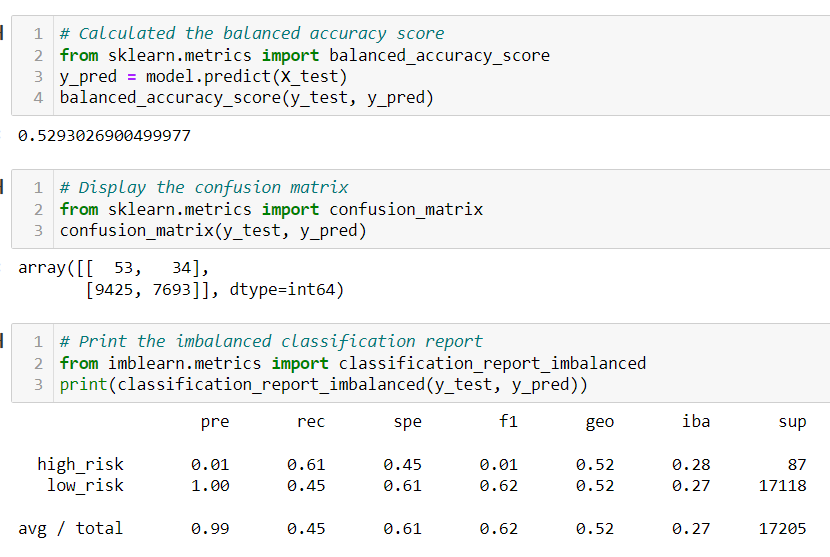 1 # Calculated the balanced accuracy score
2 from sklearn.metrics import balanced_accuracy_score
3 y_pred = model.predict(X_test)
4 balanced_accuracy_score(y_test, y_pred)
0.5293026900499977
1 # Display the confusion matrix
2 from sklearn.metrics import confusion_matrix
3 confusion_matrix(y_test, y_pred)
array([[  53,   34],
       [9425, 7693]], dtype=int64)
1 # Print the imbalanced classification report
2 from imblearn.metrics import classification_report_imbalanced
3 print(classification_report_imbalanced(y_test, y_pred))
pre rec spe f1 geo iba sup
high_risk 0.01 0.61 0.45 0.01 0.52 0.28 87
low_risk 1.00 0.45 0.61 0.62 0.52 0.27 17118
avg / total 0.99 0.45 0.61 0.62 0.52 0.27 17205